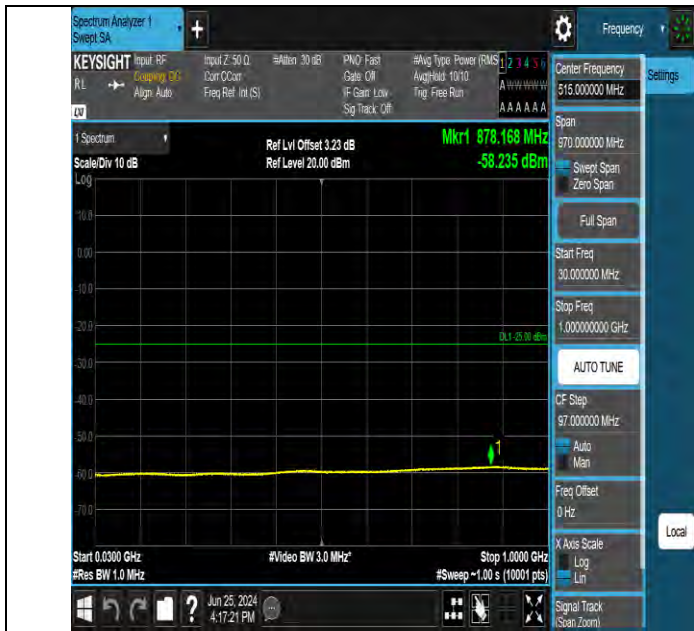 Spectrum Analyzer 1
Swept SA
+
Frequency
KEYSIGHT
RL
Input: RF
Coupling: DC
Align: Auto
Input Z: 50 Ω
Corr CCorr
Freq Ref: Int (S)
#Atten: 30 dB
PNO: Fast
Gate: Off
IF Gain: Low
Sig Track: Off
#Avg Type: Power (RMS
Avg|Hold: 10/10
Trig: Free Run
1 2 3 4 5 6
A W W W W W
A A A A A A
1 Spectrum
Scale/Div 10 dB
Ref Lvl Offset 3.23 dB
Ref Level 20.00 dBm
Mkr1 878.168 MHz
-58.235 dBm
Log
10.0
0.00
-10.0
-20.0
DL1 -25.00 dBm
-30.0
-40.0
-50.0
1
-60.0
-70.0
Start 0.0300 GHz
#Res BW 1.0 MHz
#Video BW 3.0 MHz*
Stop 1.0000 GHz
#Sweep ~1.00 s (10001 pts)
Center Frequency
515.000000 MHz
Settings
Span
970.000000 MHz
Swept Span
Zero Span
Full Span
Start Freq
30.000000 MHz
Stop Freq
1.000000000 GHz
AUTO TUNE
CF Step
97.000000 MHz
Auto
Man
Freq Offset
0 Hz
X Axis Scale
Log
Lin
Local
Signal Track
(Span Zoom)
?
Jun 25, 2024
4:17:21 PM